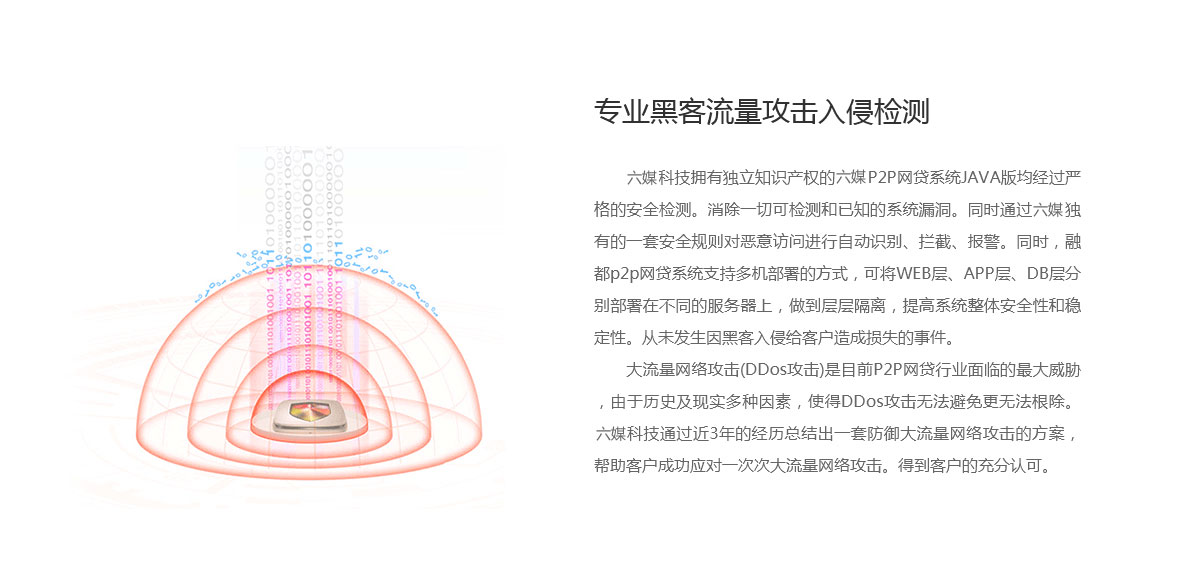 专业黑客流量攻击入侵检测
六媒科技拥有独立知识产权的六媒P2P网贷系统JAVA版均经过严
格的安全检测。消除一切可检测和已知的系统漏洞。同时通过六媒独
有的一套安全规则对恶意访问进行自动识别、拦截、报警。同时，融
都p2p网贷系统支持多机部署的方式，可将WEB层、APP层、DB层分
别部署在不同的服务器上，做到层层隔离，提高系统整体安全性和稳
定性。从未发生因黑客入侵给客户造成损失的事件。
大流量网络攻击(DDos攻击)是目前P2P网贷行业面临的最大威胁
，由于历史及现实多种因素，使得DDos攻击无法避免更无法根除。
六媒科技通过近3年的经历总结出一套防御大流量网络攻击的方案，
帮助客户成功应对一次次大流量网络攻击。得到客户的充分认可。